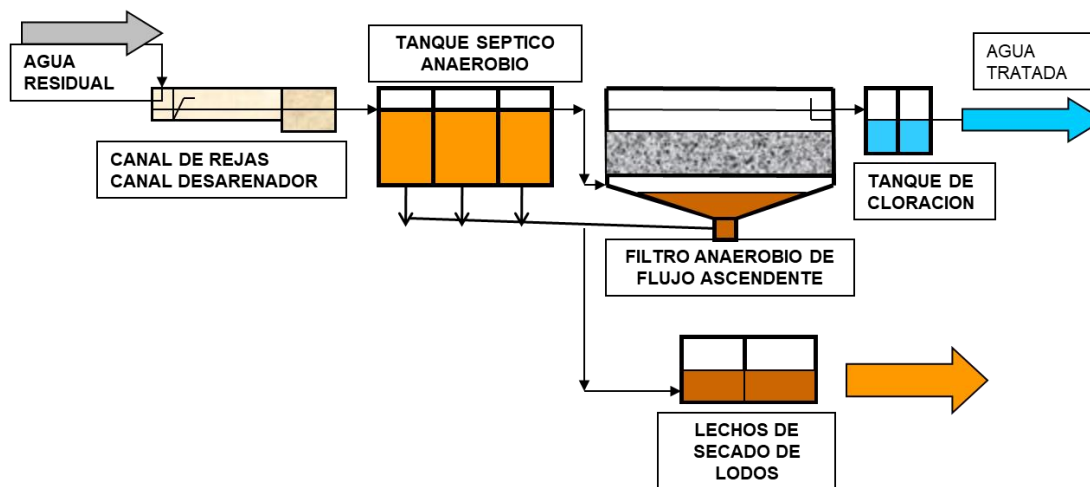 AGUA
RESIDUAL
TANQUE SEPTICO
ANAEROBIO
AGUA
TRATADA
CANAL DE REJAS
CANAL DESARENADOR
TANQUE DE
CLORACION
FILTRO ANAEROBIO DE
FLUJO ASCENDENTE
LECHOS DE
SECADO DE
LODOS